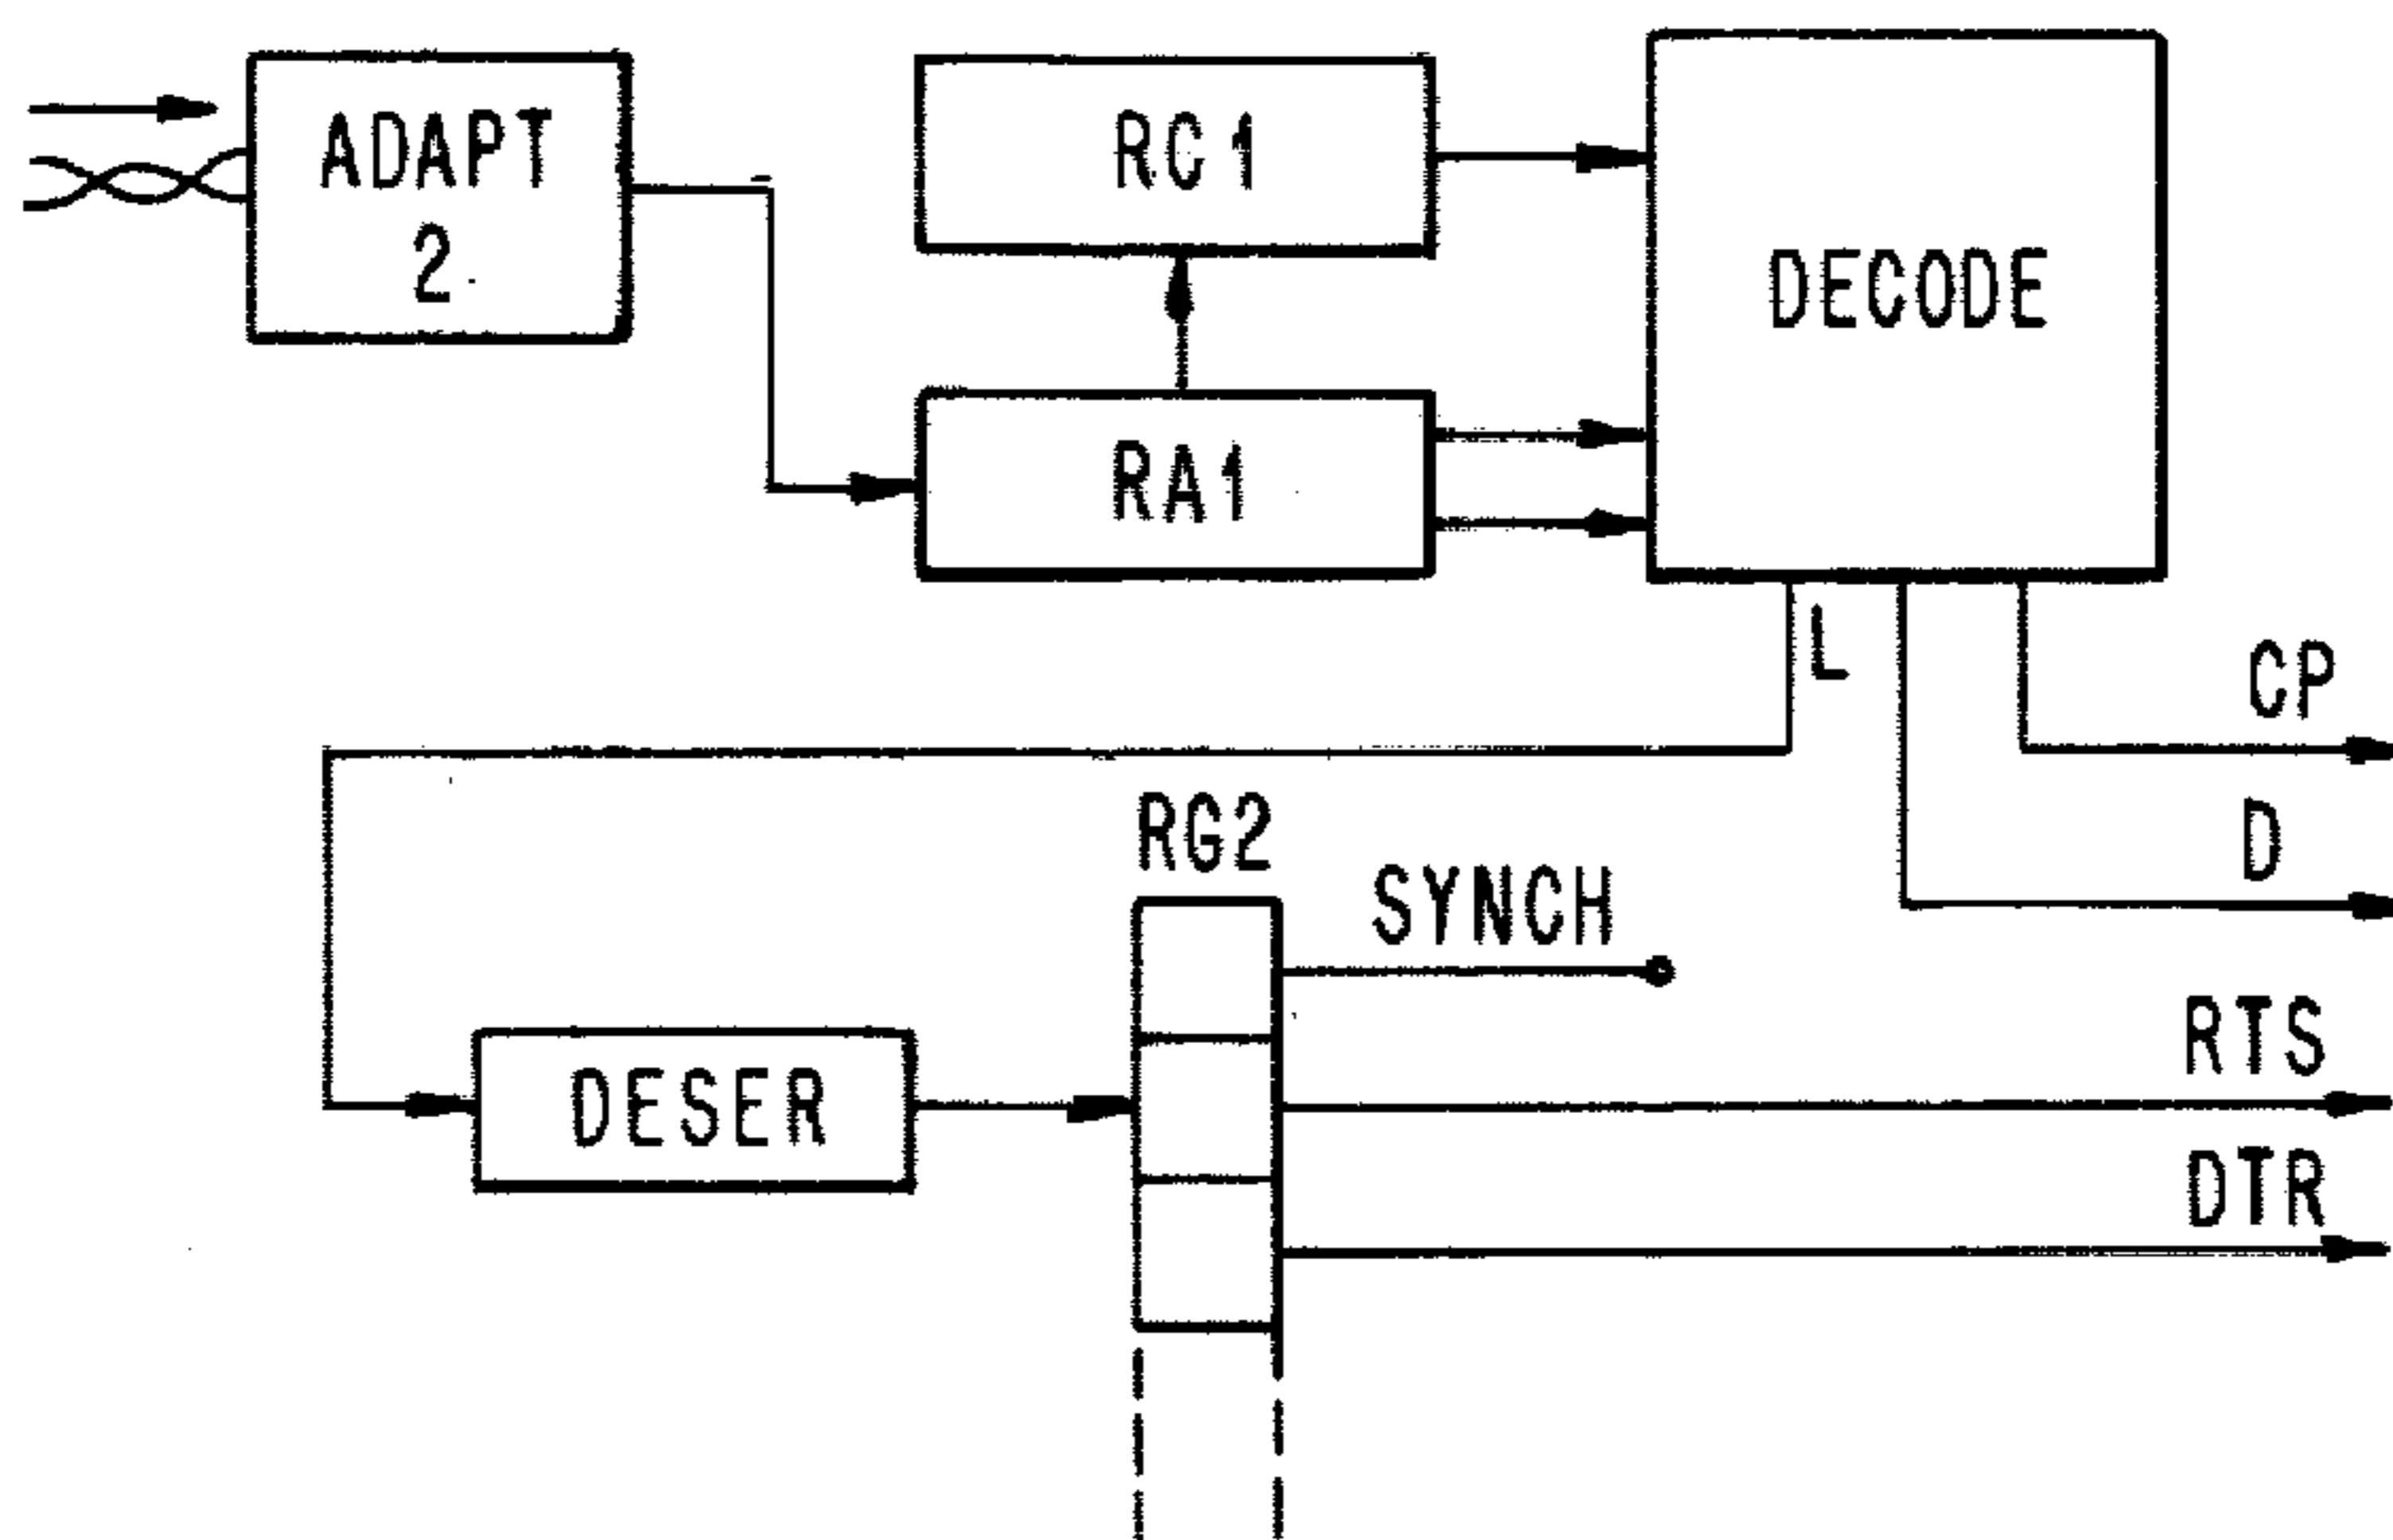 ADAPT
2
RC1
DECODE
RA1
L
CP
RG2
D
SYNCH
RTS
DESER
DTR